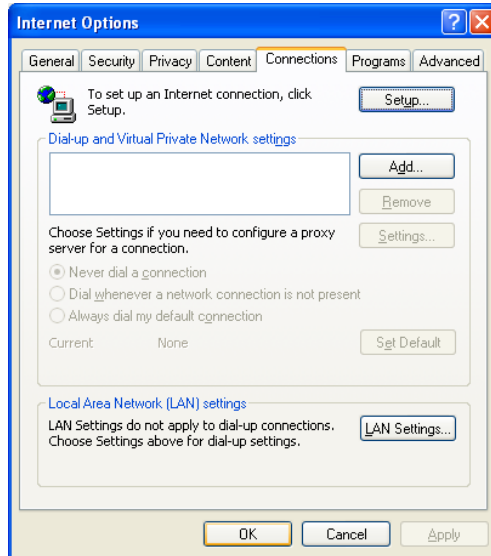 Internet Options
General Security Privacy Content Connections Programs Advanced
To set up an Internet connection, click
Setup.
Setup...
Dial-up and Virtual Private Network settings
Add...
Remove
Choose Settings if you need to configure a proxy
server for a connection.
Settings...
Never dial a connection
Dial whenever a network connection is not present
Always dial my default connection
Current None
Set Default
Local Area Network (LAN) settings
LAN Settings do not apply to dial-up connections.
Choose Settings above for dial-up settings.
LAN Settings...
OK Cancel Apply